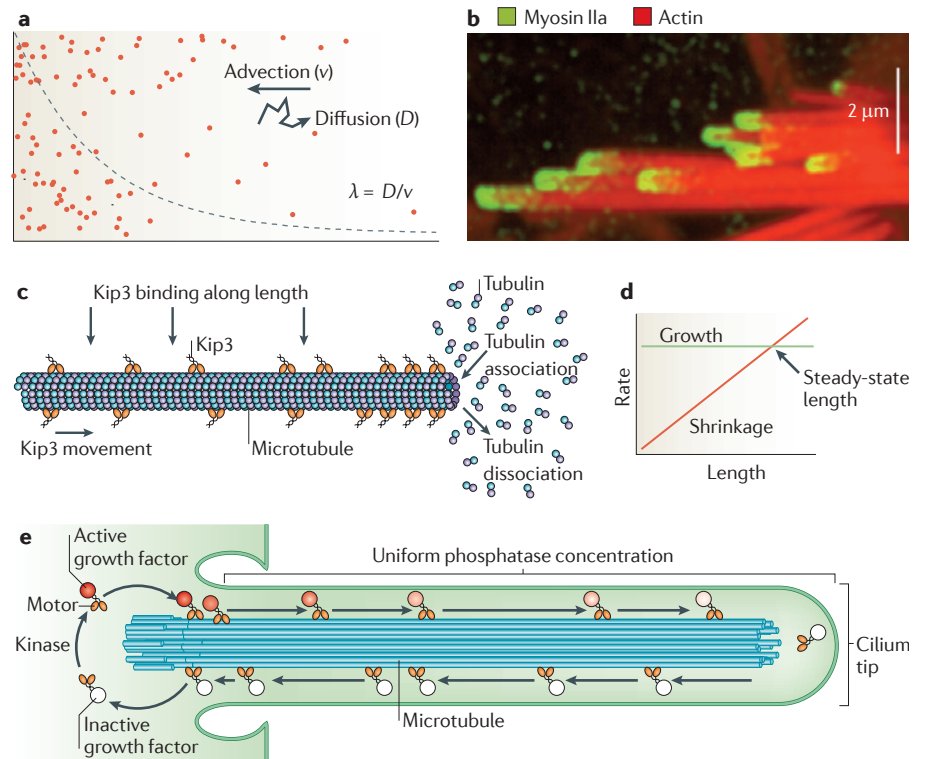 a
Advection (v)
Diffusion (D)
λ = D/v
b
Myosin IIa
Actin
2 μm
c
Kip3 binding along length
Kip3
Tubulin
Tubulin
association
Kip3 movement
Microtubule
Tubulin
dissociation
d
Growth
Shrinkage
Steady-state
length
Rate
Length
e
Active
growth factor
Uniform phosphatase concentration
Motor
Kinase
Cilium
tip
Inactive
growth factor
Microtubule